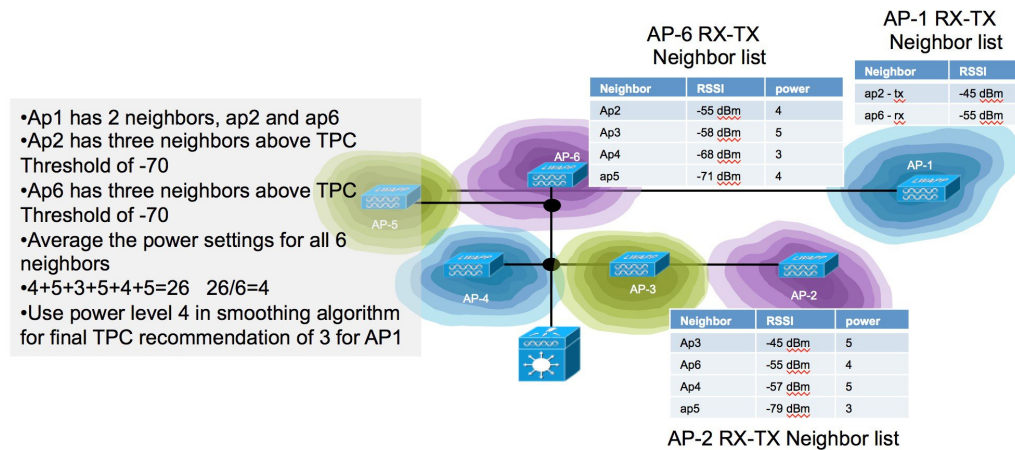 AP-6 RX-TX
Neighbor list
AP-1 RX-TX
Neighbor list
Neighbor RSSI power
Ap2 -55 dBm 4
Ap3 -58 dBm 5
Ap4 -68 dBm 3
ap5 -71 dBm 4
Neighbor RSSI
ap2 - tx -45 dBm
ap6 - rx -55 dBm
•Ap1 has 2 neighbors, ap2 and ap6
•Ap2 has three neighbors above TPC
Threshold of -70
•Ap6 has three neighbors above TPC
Threshold of -70
•Average the power settings for all 6
neighbors
•4+5+3+5+4+5=26 26/6=4
•Use power level 4 in smoothing algorithm
for final TPC recommendation of 3 for AP1
AP-6
AP-1
AP-5
AP-4
AP-3
AP-2
Neighbor RSSI power
Ap3 -45 dBm 5
Ap6 -55 dBm 4
Ap4 -57 dBm 5
ap5 -79 dBm 3
AP-2 RX-TX Neighbor list